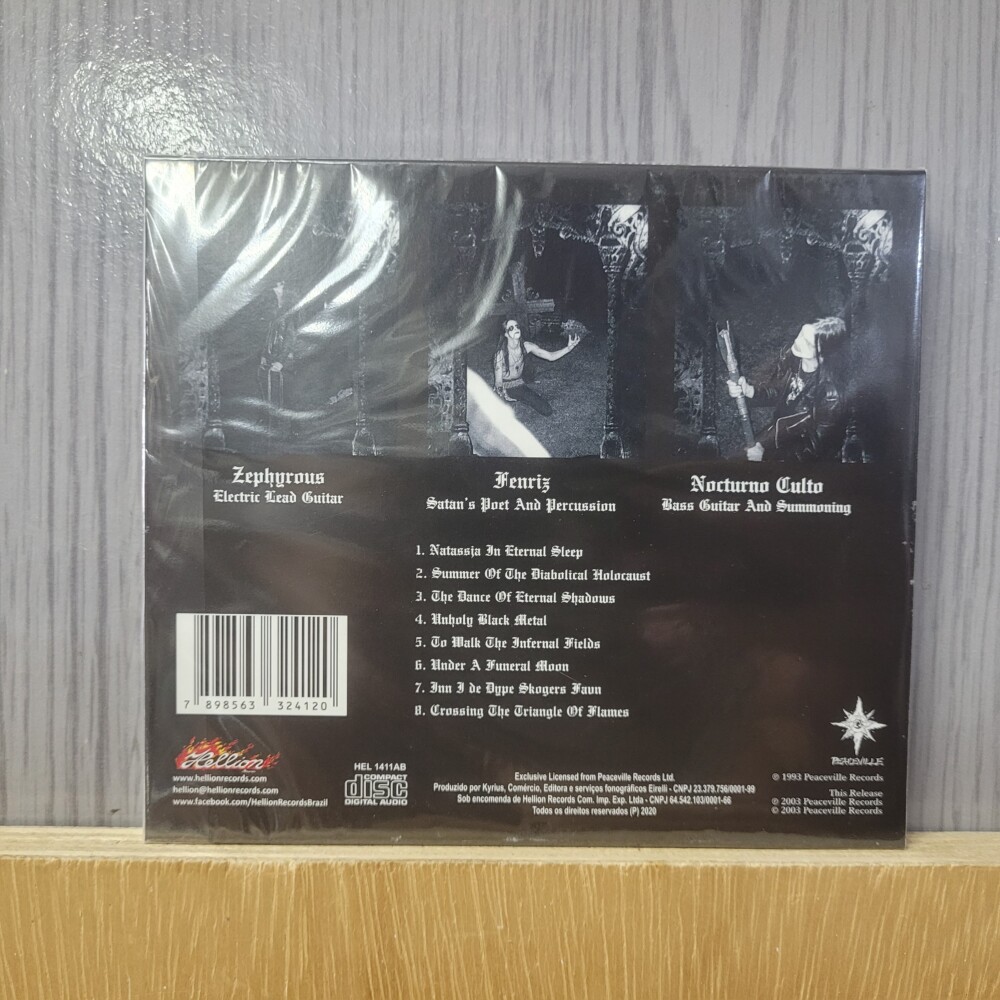 Zephyrous
Electric Lead Guitar
Fenriz
Satan's Poet And Percussion
Nocturno Culto
Bass Guitar And Summoning
1. Natassja In Eternal Sleep
2. Summer Of The Diabolical Holocaust
3. The Dance Of Eternal Shadows
4. Unholy Black Metal
5. To Walk The Infernal Fields
6. Under A Funeral Moon
7. Inn I de Dype Skogers Favn
8. Crossing The Triangle Of Flames
7 898563 324120
Hellion
www.hellionrecords.com
hellion@hellionrecords.com
www.facebook.com/HellionRecordsBrazil
HEL 1411AB
COMPACT
disc
DIGITAL AUDIO
Exclusive Licensed from Peaceville Records Ltd.
Produzido por Kyrius, Comércio, Editora e serviços fonográficos Eirelli - CNPJ 23.379.756/0001-99
Sob encomenda de Hellion Records Com. Imp. Exp. Ltda - CNPJ 64.542.103/0001-66
Todos os direitos reservados (P) 2020
PEACEVILLE
℗ 1993 Peaceville Records
This Release
℗ 2003 Peaceville Records
© 2003 Peaceville Records